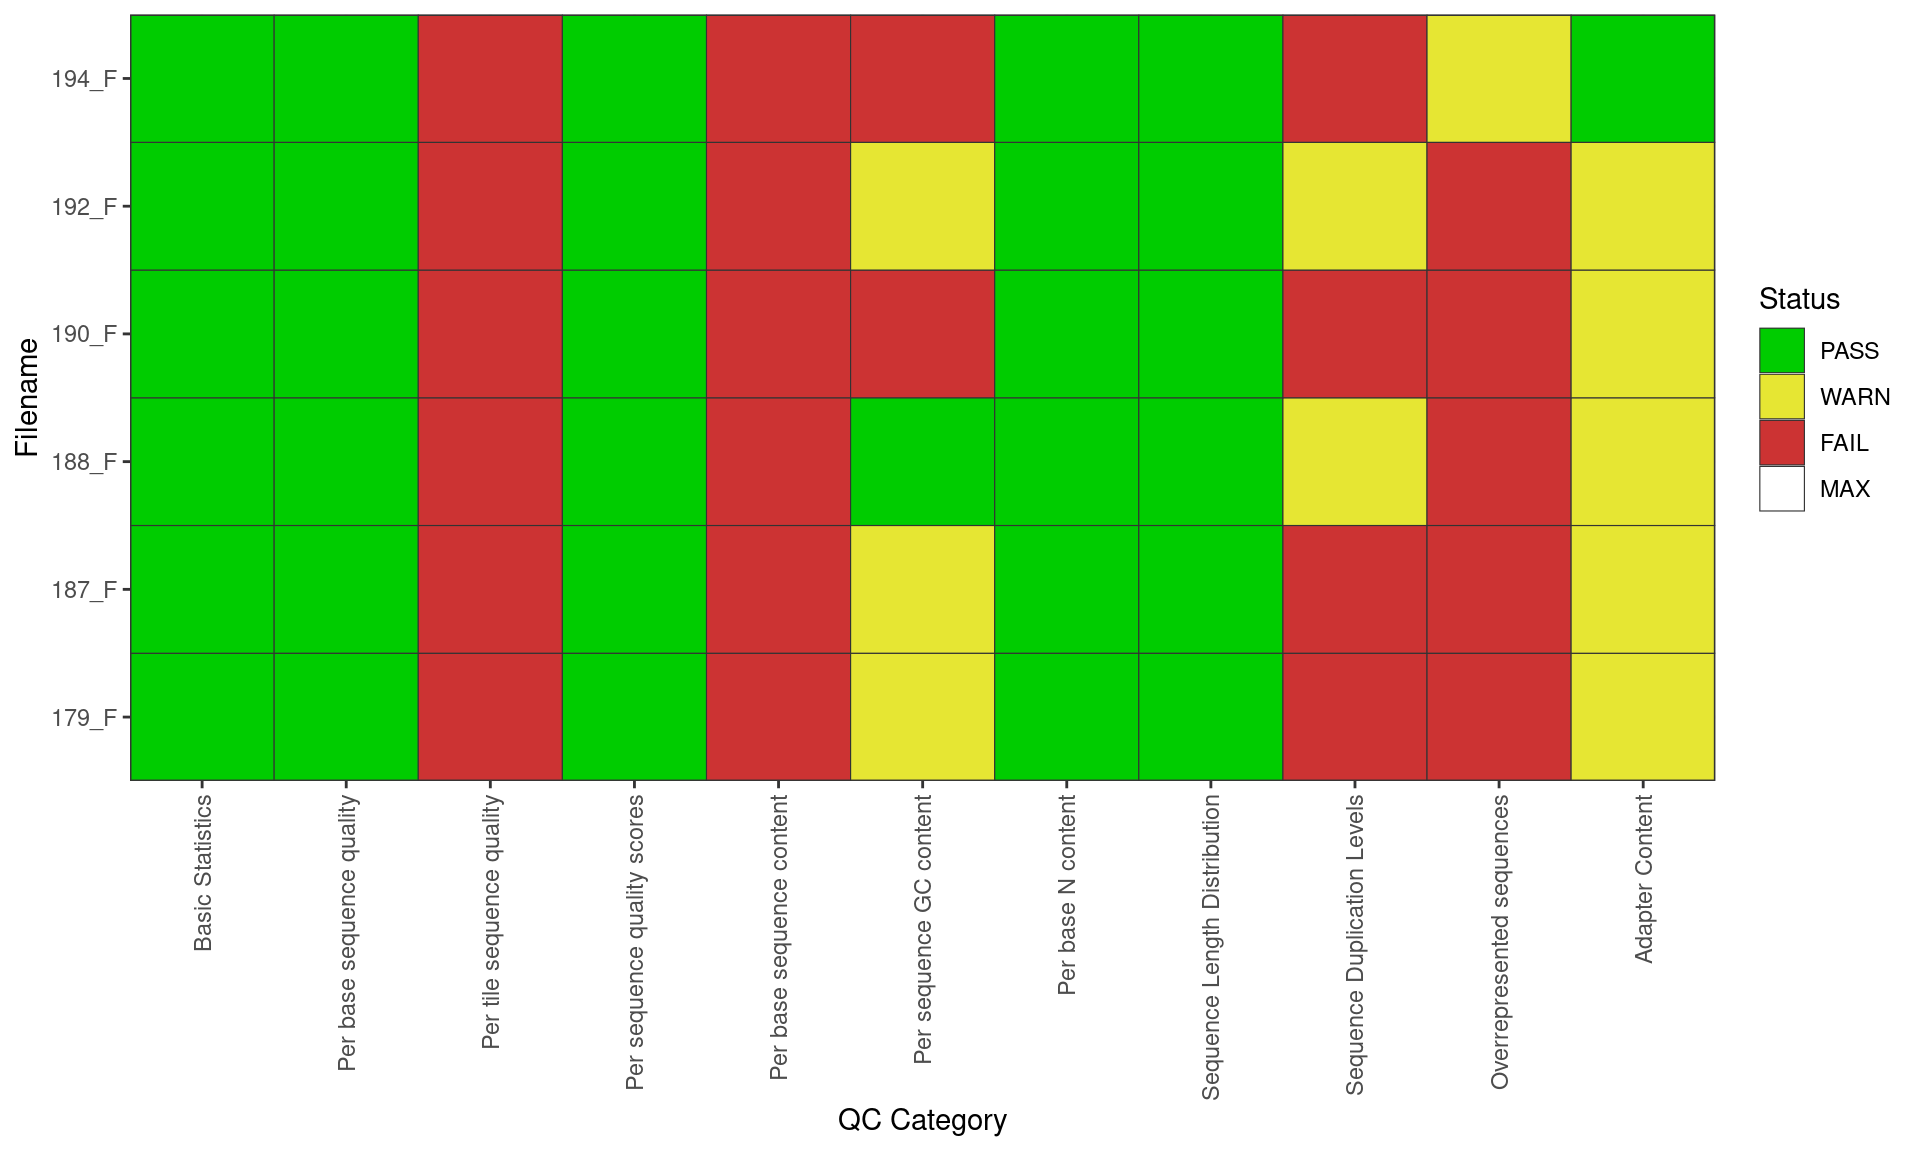 Filename
194_F
192_F
190_F
188_F
187_F
179_F
Basic Statistics
Per base sequence quality
Per tile sequence quality
Per sequence quality scores
Per base sequence content
Per sequence GC content
Per base N content
Sequence Length Distribution
Sequence Duplication Levels
Overrepresented sequences
Adapter Content
QC Category
Status
PASS
WARN
FAIL
MAX